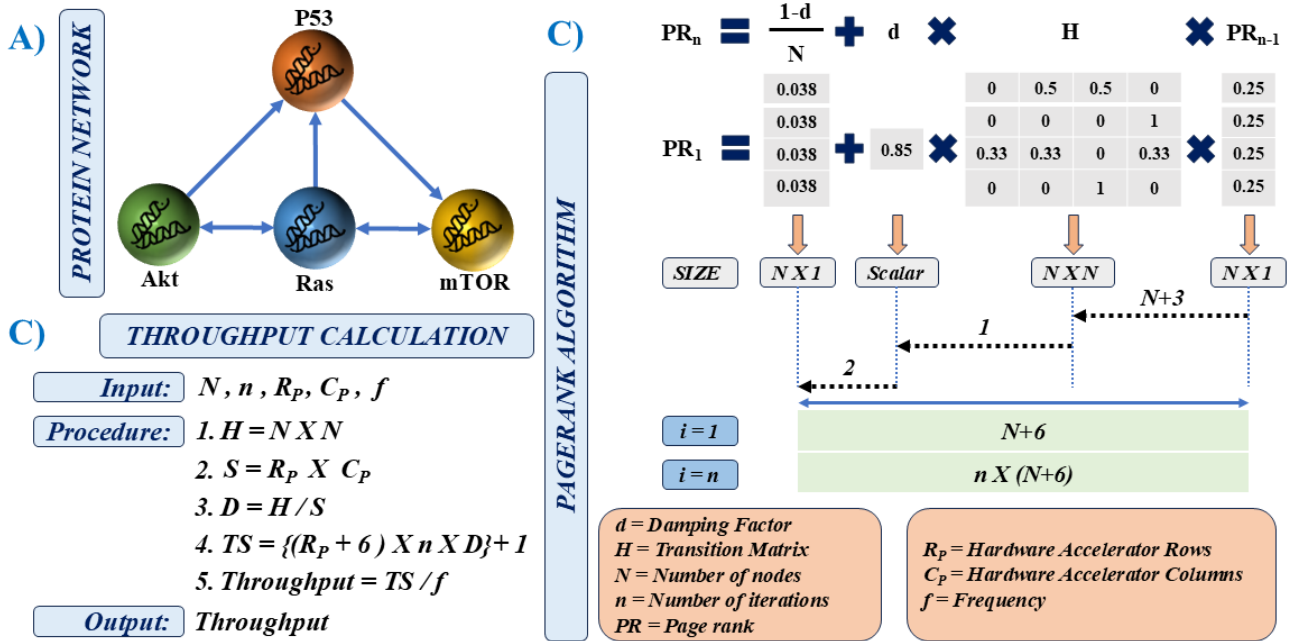 A)
PROTEIN NETWORK
P53
Akt
Ras
mTOR
C)
THROUGHPUT CALCULATION
Input: N , n , R_P, C_P , f
Procedure: 1. H = N X N
2. S = R_P X C_P
3. D = H / S
4. TS = {(R_P + 6 ) X n X D}+ 1
5. Throughput = TS / f
Output: Throughput
C)
PAGERANK ALGORITHM
PR_n = 1-d / N + d × H × PR_n-1
0.038 0 0.5 0.5 0 0.25
0.038 0 0 0 1 0.25
PR_1 = 0.038 + 0.85 × 0.33 0.33 0 0.33 × 0.25
0.038 0 0 1 0 0.25
SIZE N X 1 Scalar N X N N X 1
N+3
1
2
i = 1 N+6
i = n n X (N+6)
d = Damping Factor
H = Transition Matrix
N = Number of nodes
n = Number of iterations
PR = Page rank
R_P = Hardware Accelerator Rows
C_P = Hardware Accelerator Columns
f = Frequency